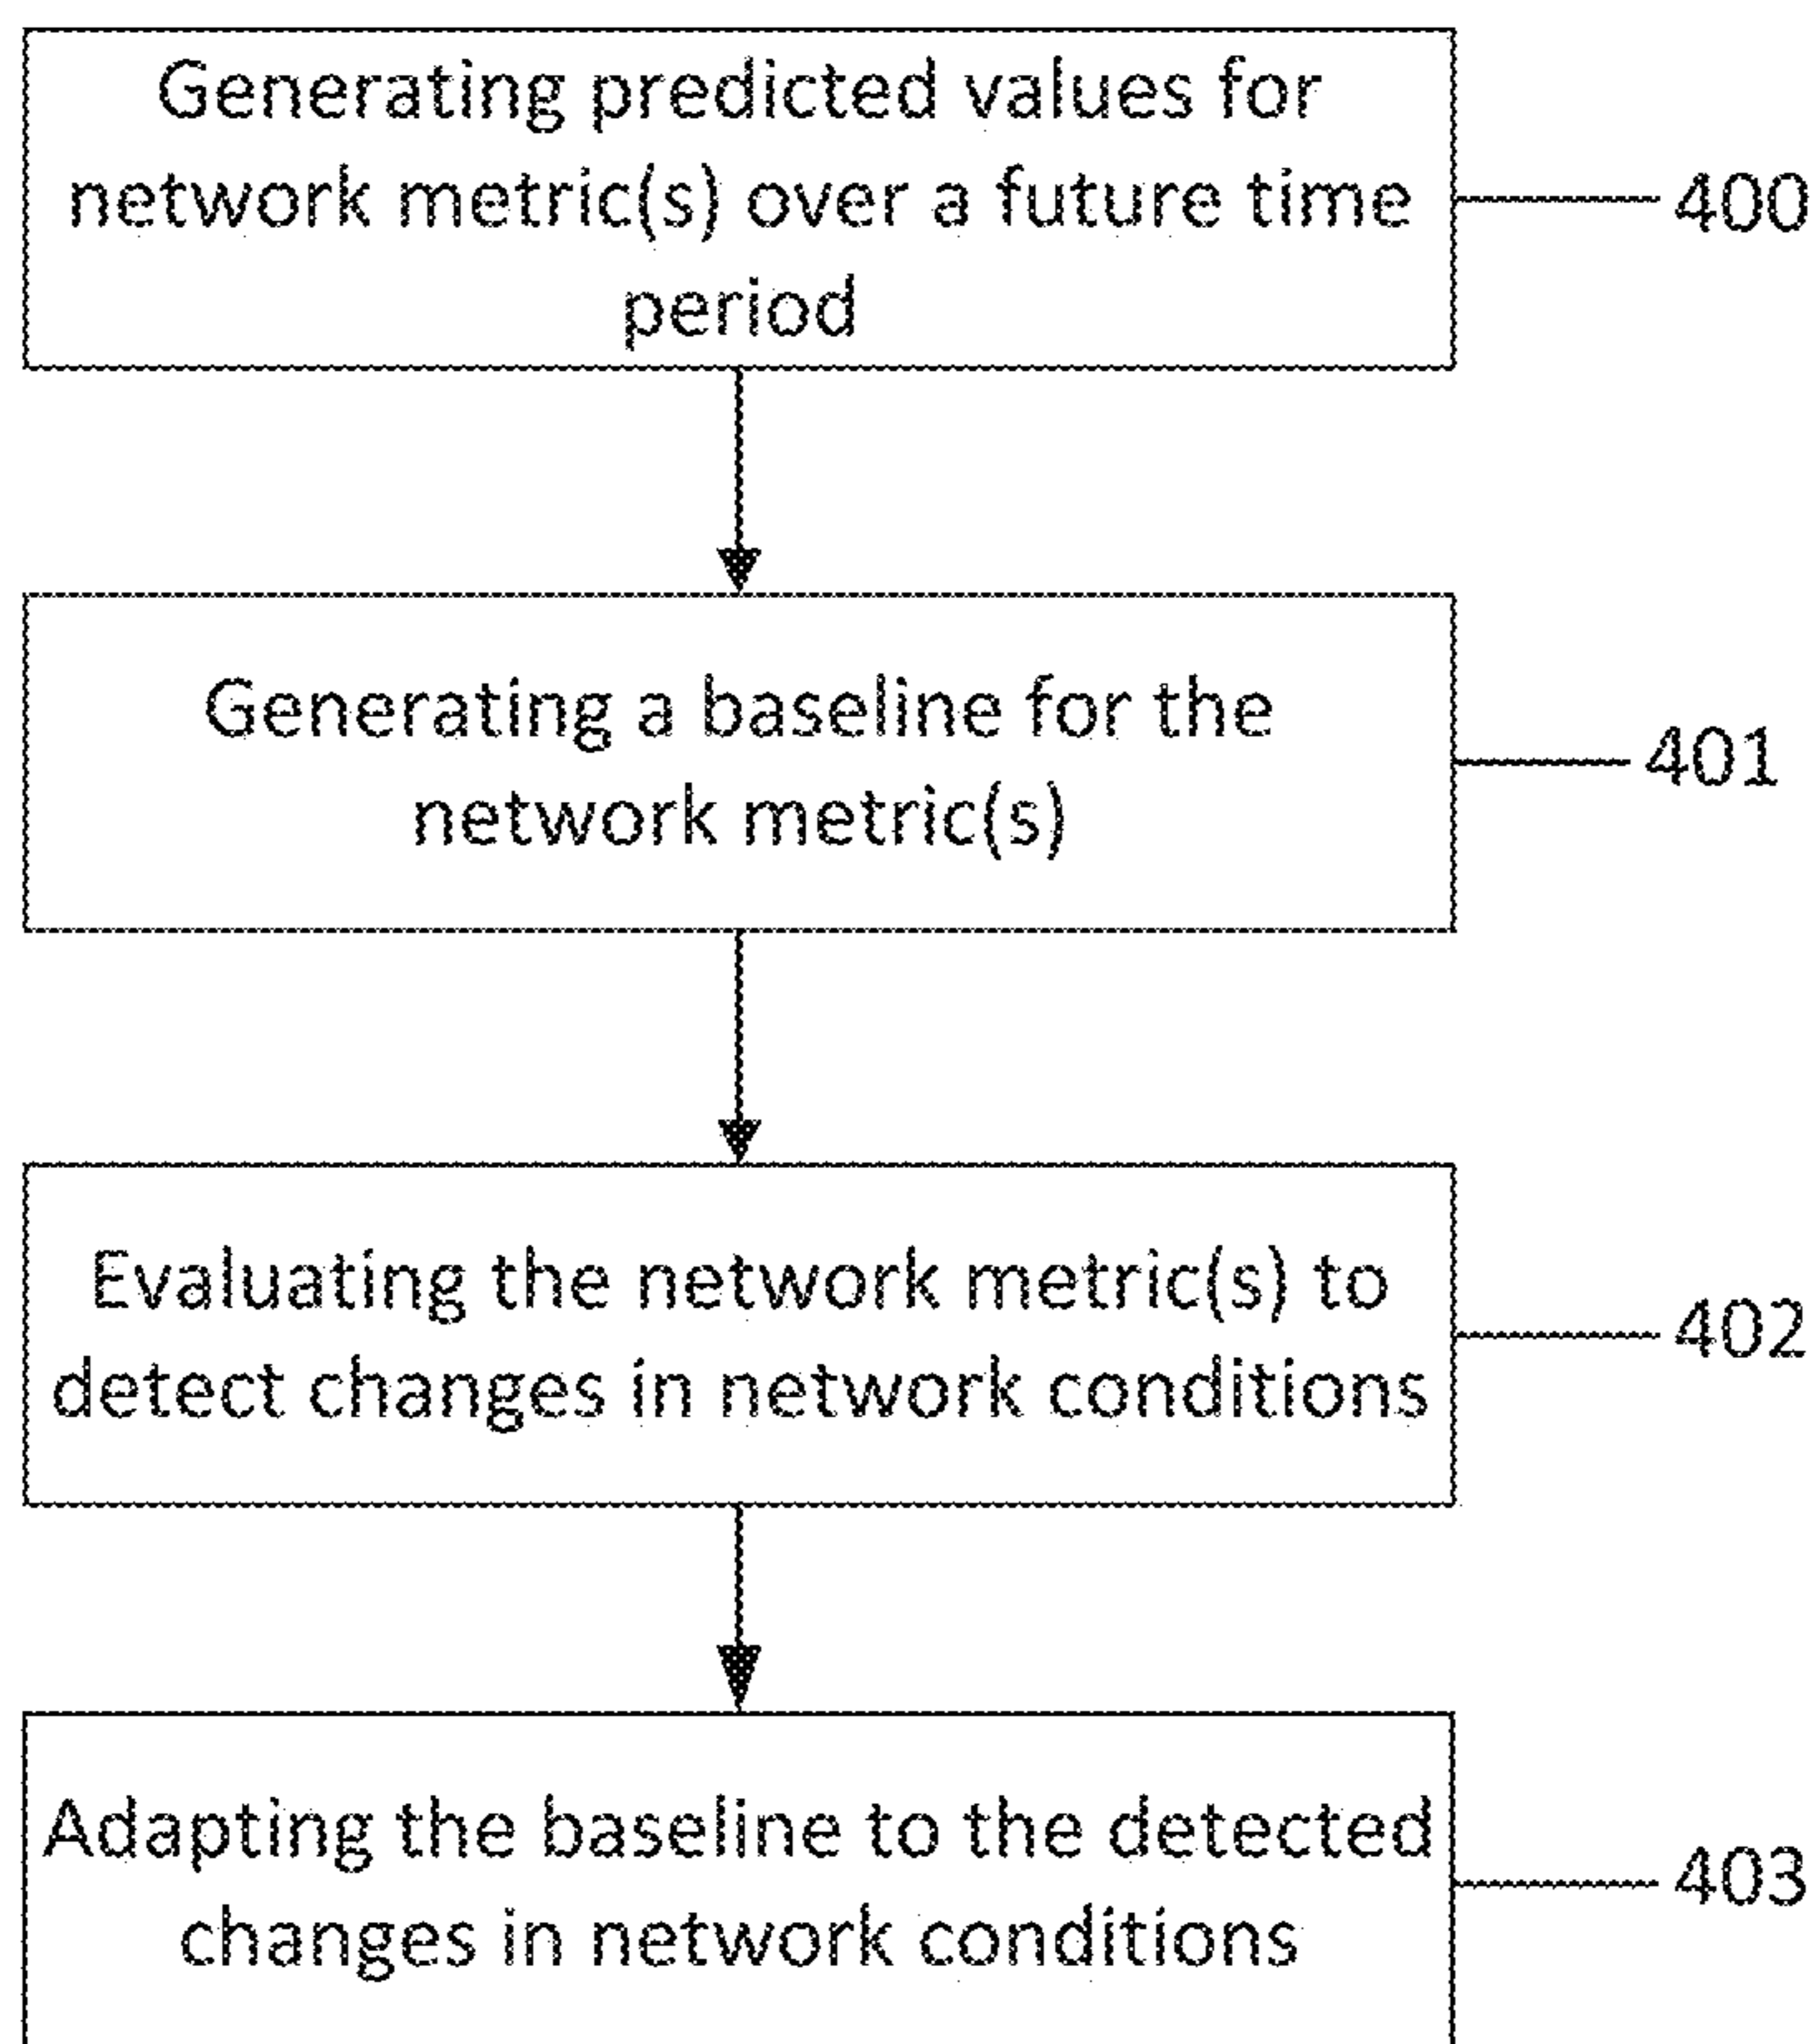 Generating predicted values for
network metric(s) over a future time
period
400
Generating a baseline for the
network metric(s)
401
Evaluating the network metric(s) to
detect changes in network conditions
402
Adapting the baseline to the detected
changes in network conditions
403